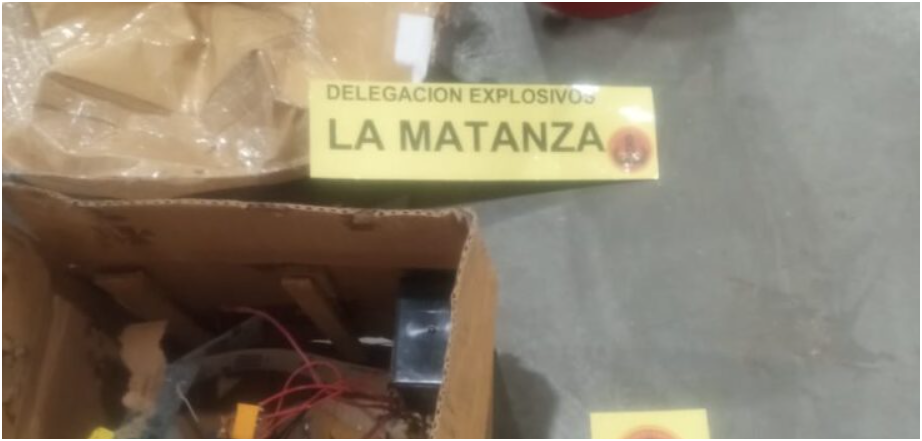 DELEGACION EXPLOSIVOS
LA MATANZA